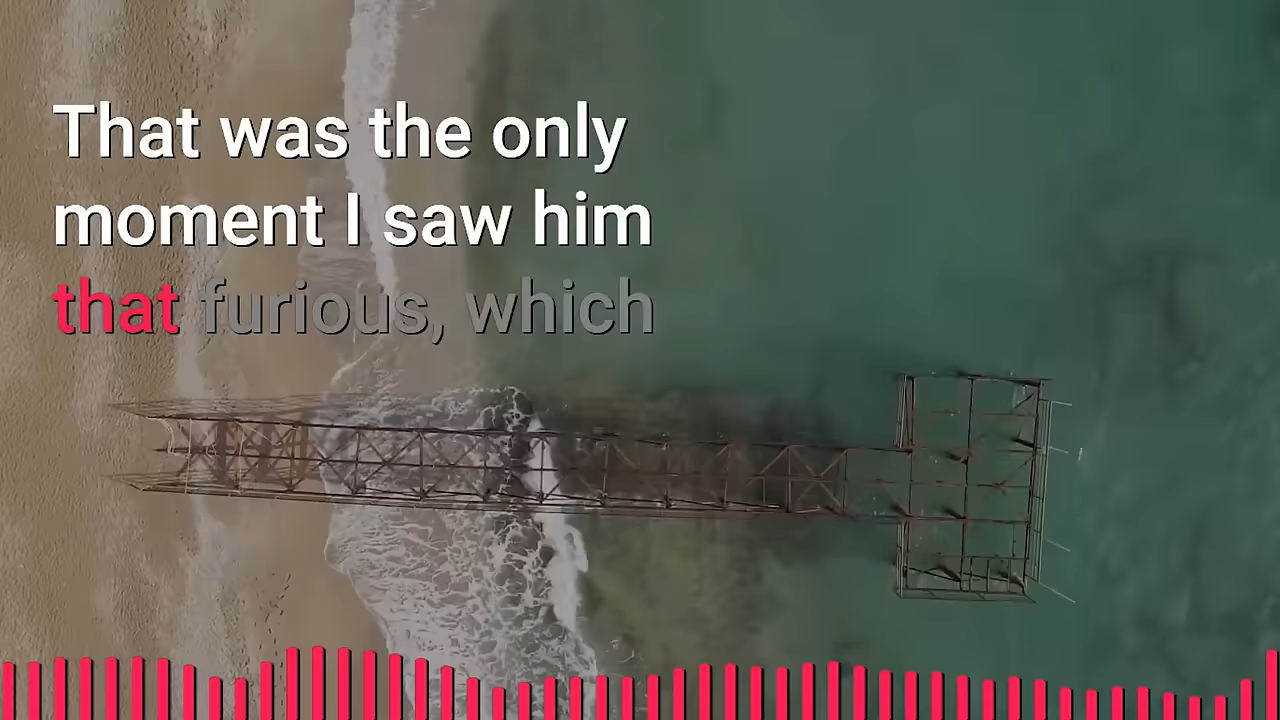 That was the only
moment I saw him
that furious, which